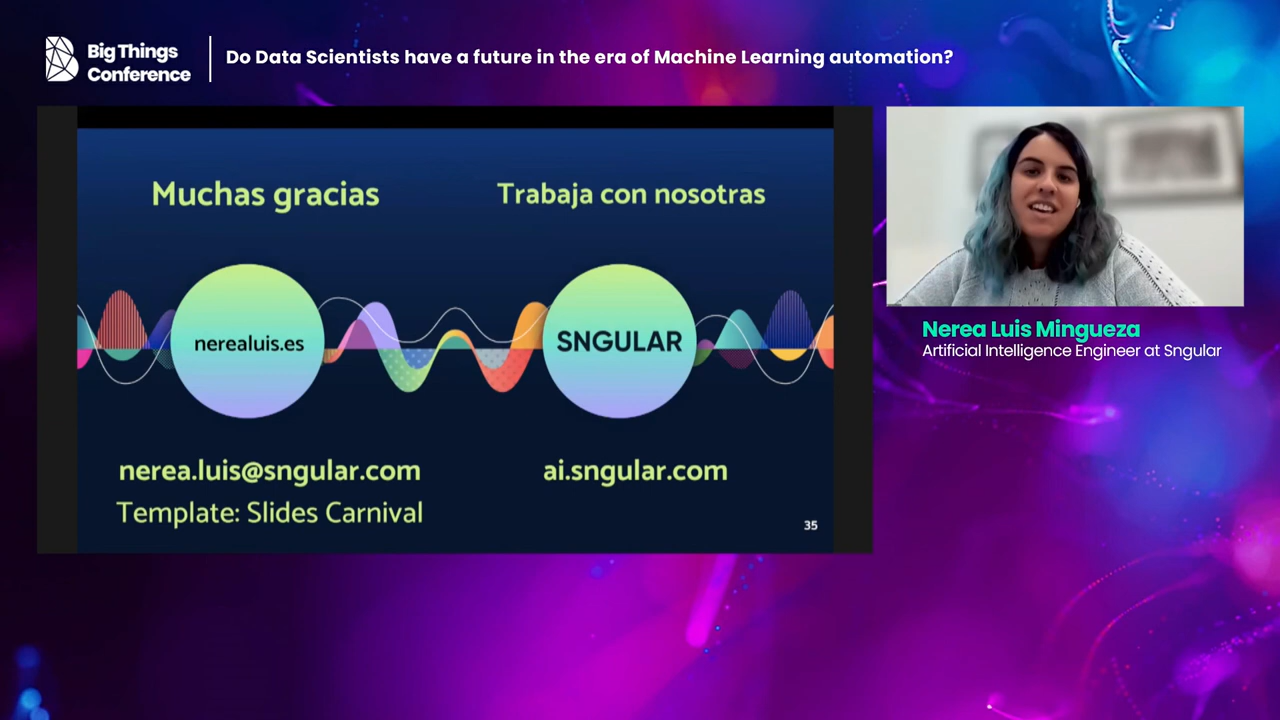 Big Things
Conference
Do Data Scientists have a future in the era of Machine Learning automation?
Muchas gracias
Trabaja con nosotras
nerealuis.es
SNGULAR
nerea.luis@sngular.com
ai.sngular.com
Template: Slides Carnival
35
Nerea Luis Mingueza
Artificial Intelligence Engineer at Sngular